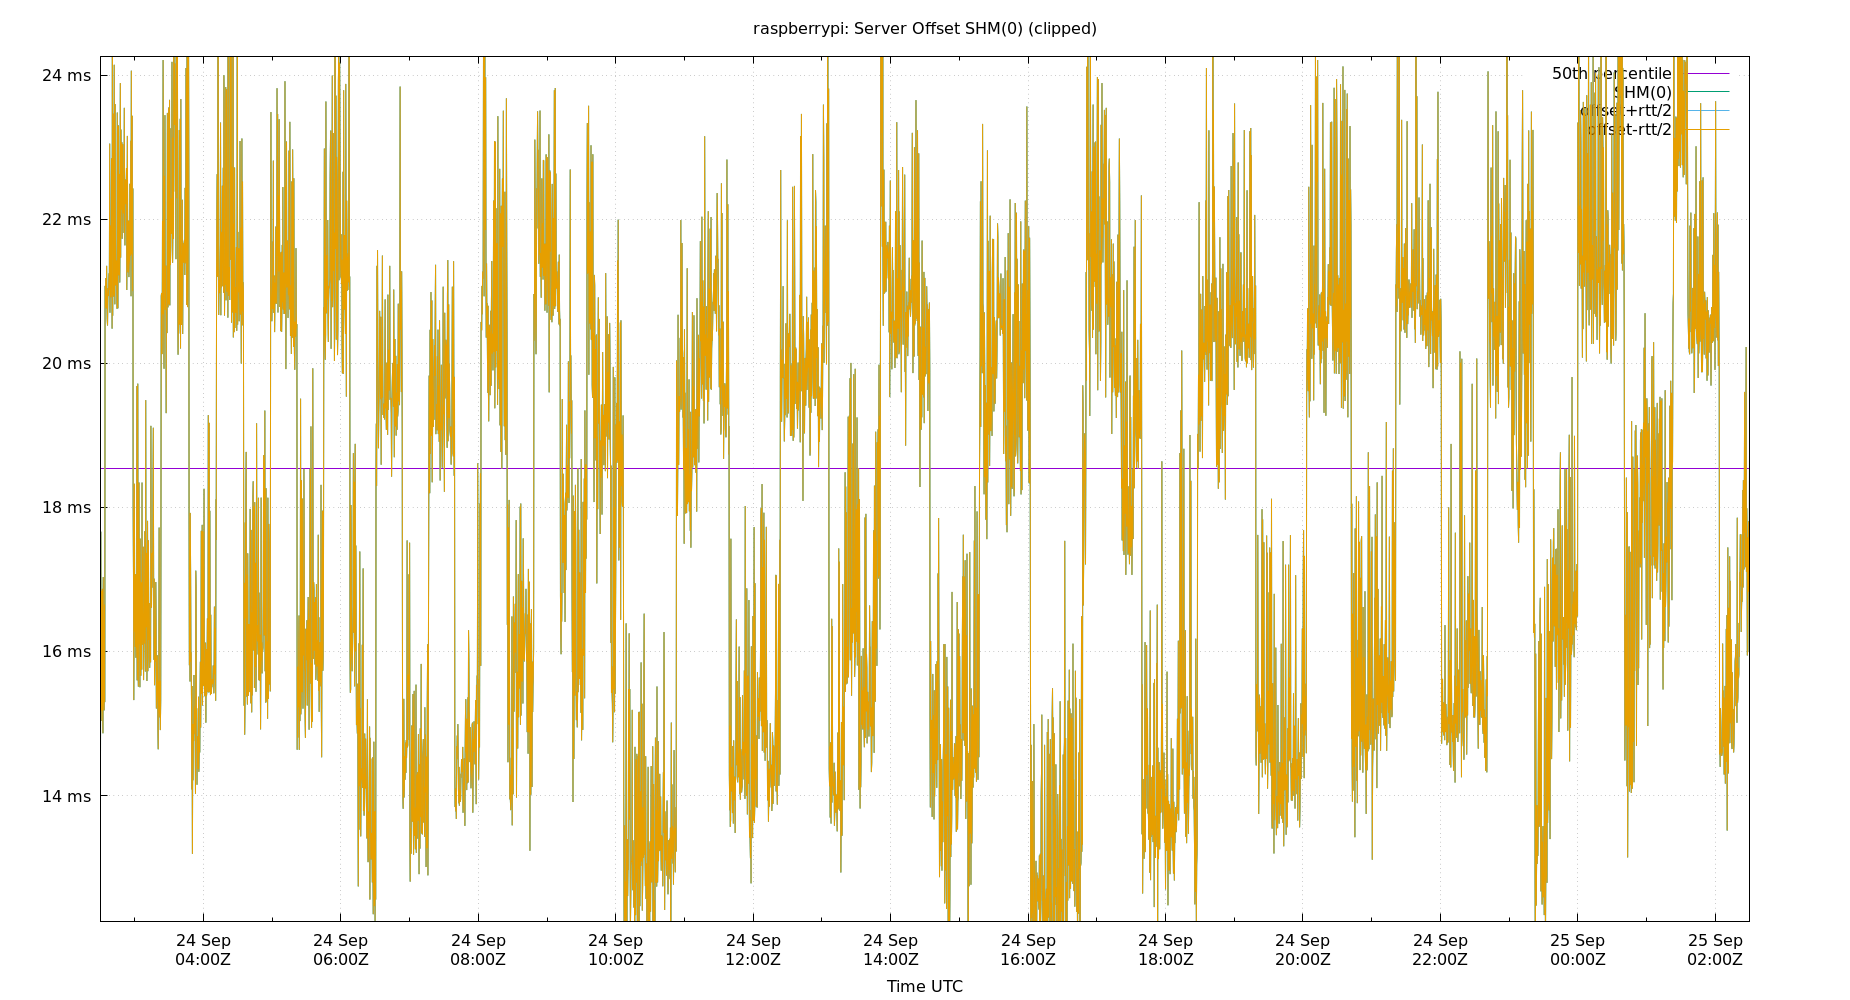 raspberrypi: Server Offset SHM(0) (clipped)
24 ms
22 ms
20 ms
18 ms
16 ms
14 ms
50th percentile
SHM(0)
offset+rtt/2
offset-rtt/2
24 Sep 24 Sep 24 Sep 24 Sep 24 Sep 24 Sep 24 Sep 24 Sep 24 Sep 24 Sep 25 Sep 25 Sep
04:00Z 06:00Z 08:00Z 10:00Z 12:00Z 14:00Z 16:00Z 18:00Z 20:00Z 22:00Z 00:00Z 02:00Z
Time UTC